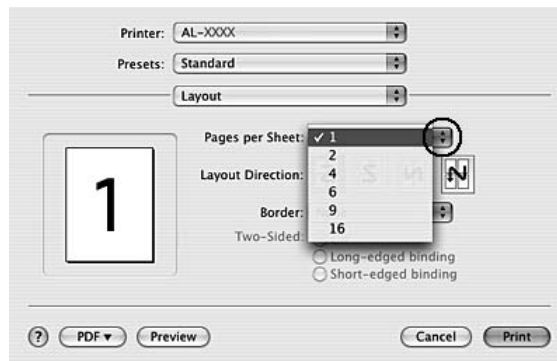 Printer: AL-XXXX
Presets: Standard
Layout
Pages per Sheet: ✓ 1
2
Layout Direction: 4
6
Border: 9
Two-Sided: 16
Long-edged binding
Short-edged binding
1
? PDF ▼ Preview Cancel Print